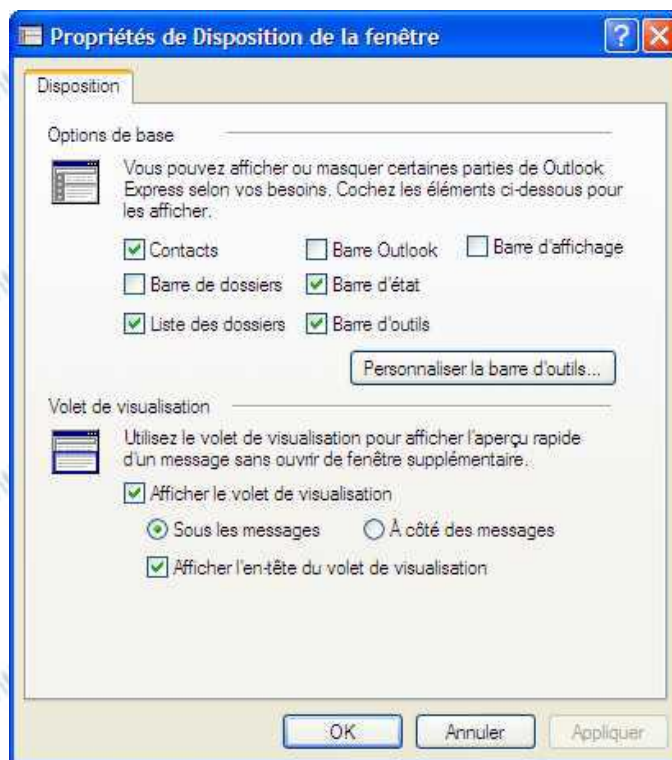 Propriétés de Disposition de la fenêtre
Disposition
Options de base
Vous pouvez afficher ou masquer certaines parties de Outlook
Express selon vos besoins. Cochez les éléments ci-dessous pour
les afficher.
Contacts Barre Outlook Barre d'affichage
Barre de dossiers Barre d'état
Liste des dossiers Barre d'outils
Personnaliser la barre d'outils...
Volet de visualisation
Utilisez le volet de visualisation pour afficher l'aperçu rapide
d'un message sans ouvrir de fenêtre supplémentaire.
Afficher le volet de visualisation
Sous les messages À côté des messages
Afficher l'en-tête du volet de visualisation
OK Annuler Appliquer